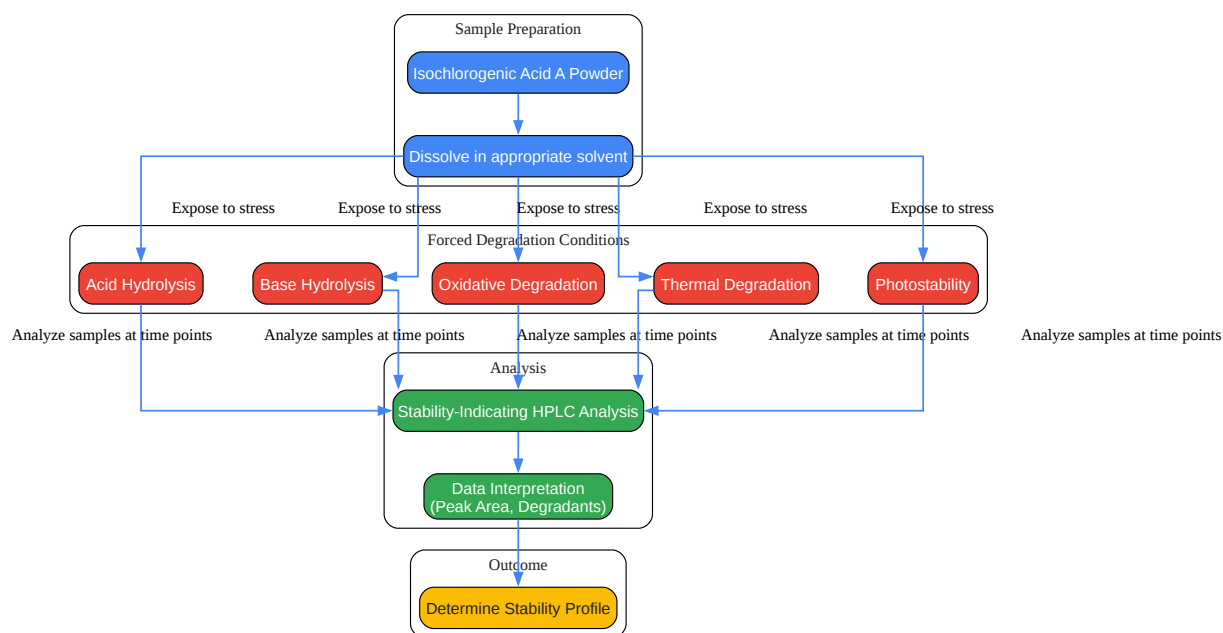 Sample Preparation
Isochlorogenic Acid A Powder
Dissolve in appropriate solvent
Expose to stress
Expose to stress
Expose to stress
Expose to stress
Expose to stress
Forced Degradation Conditions
Acid Hydrolysis
Base Hydrolysis
Oxidative Degradation
Thermal Degradation
Photostability
Analyze samples at time points
Analyze samples at time points
Analyze samples at time points
Analyze samples at time points
Analyze samples at time points
Analysis
Stability-Indicating HPLC Analysis
Data Interpretation
(Peak Area, Degradants)
Outcome
Determine Stability Profile